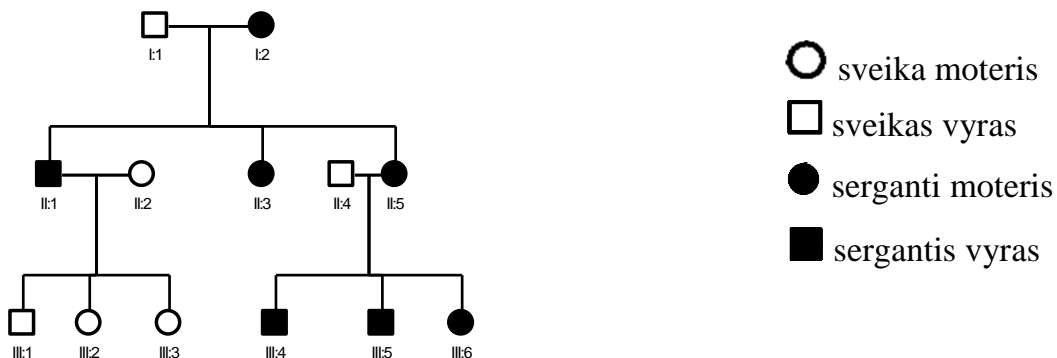 I:1 I:2
II:1 II:2 II:3 II:4 II:5
III:1 III:2 III:3 III:4 III:5 III:6
sveika moteris
sveikas vyras
serganti moteris
sergantis vyras